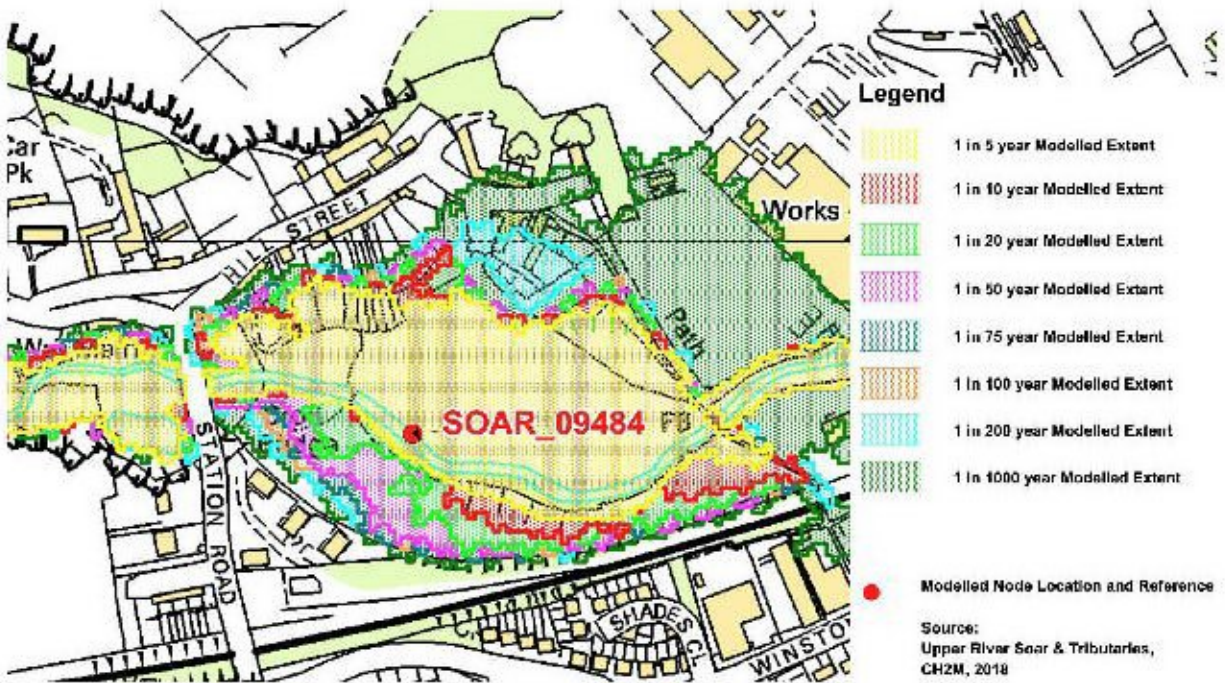 Car
Pk
HILL STREET
Works
Path
SOAR_09484 FB
STATION ROAD
SHADES CL
WINSTO
Legend
1 in 5 year Modelled Extent
1 in 10 year Modelled Extent
1 in 20 year Modelled Extent
1 in 50 year Modelled Extent
1 in 75 year Modelled Extent
1 in 100 year Modelled Extent
1 in 200 year Modelled Extent
1 in 1000 year Modelled Extent
Modelled Node Location and Reference
Source:
Upper River Soar & Tributaries,
CH2M, 2018